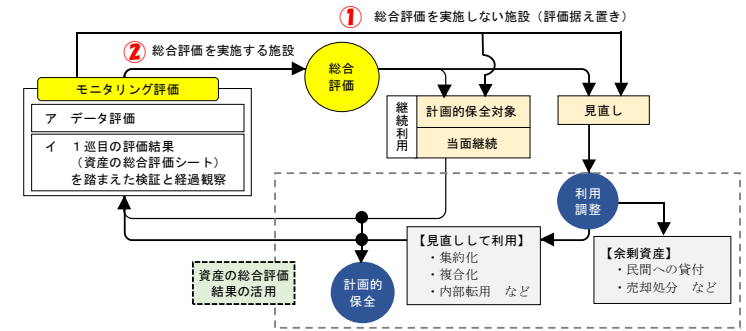 ① 総合評価を実施しない施設（評価据え置き）
② 総合評価を実施する施設
総合
評価
モニタリング評価
ア データ評価
イ １巡目の評価結果
（資産の総合評価シート）
を踏まえた検証と経過観察
継続利用
計画的保全対象
当面継続
見直し
利用
調整
【見直しして利用】
・集約化
・複合化
・内部転用 など
【余剰資産】
・民間への貸付
・売却処分 など
資産の総合評価
結果の活用
計画的
保全